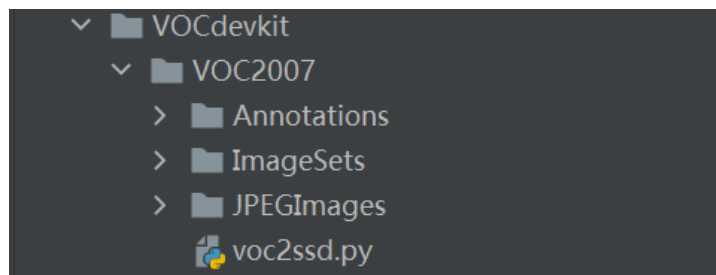 VOCdevkit
VOC2007
Annotations
ImageSets
JPEGImages
voc2ssd.py